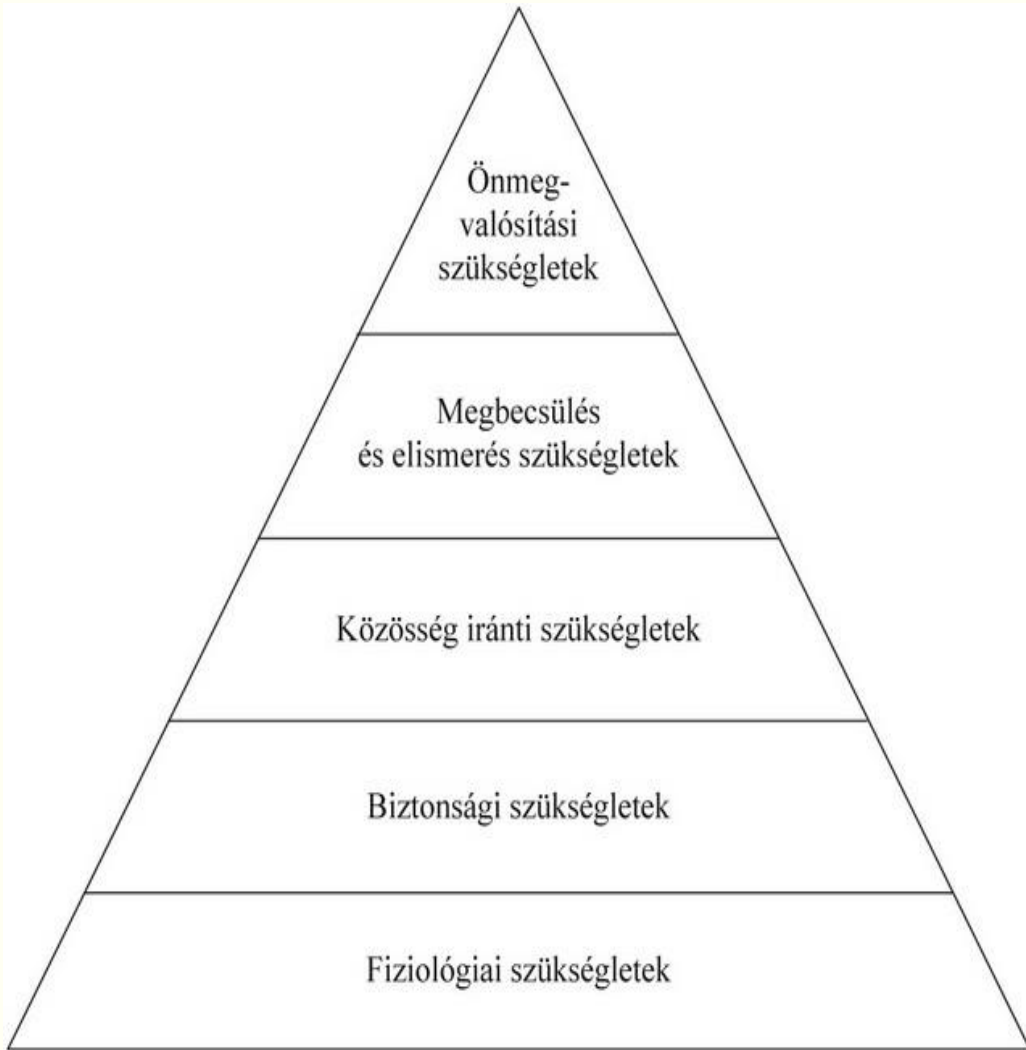 Önmeg-
valósítási
szükségletek
Megbecsülés
és elismerés szükségletek
Közösség iránti szükségletek
Biztonsági szükségletek
Fiziológiai szükségletek